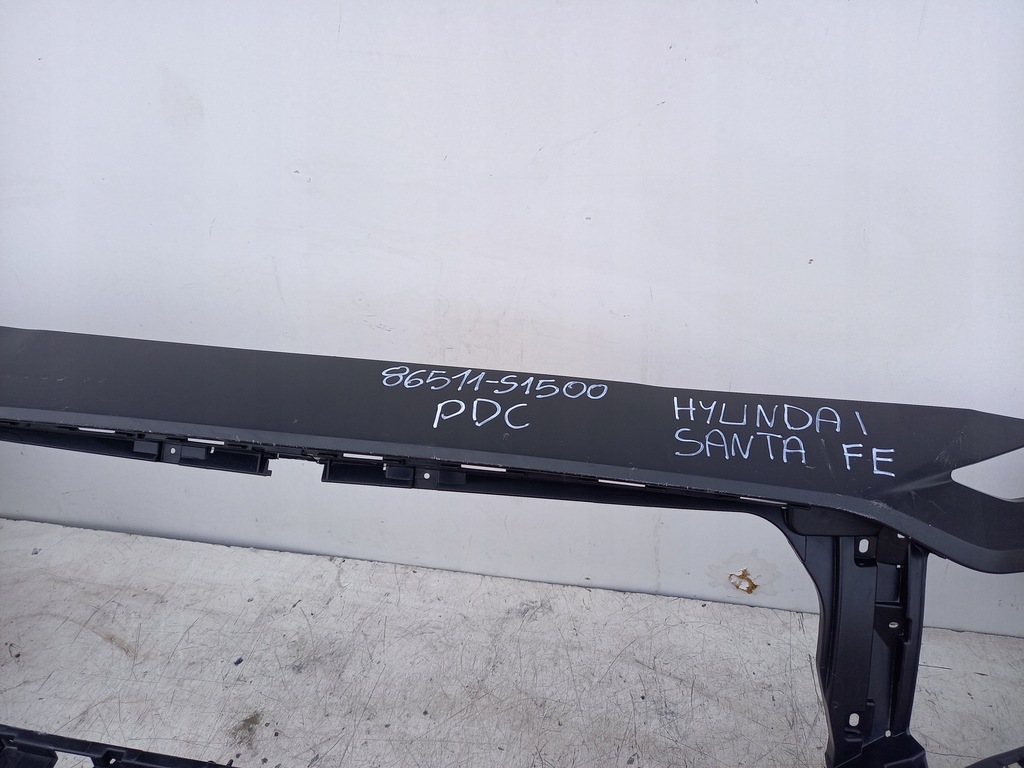 86511-S1500
PDC
HYUNDAI
SANTA FE